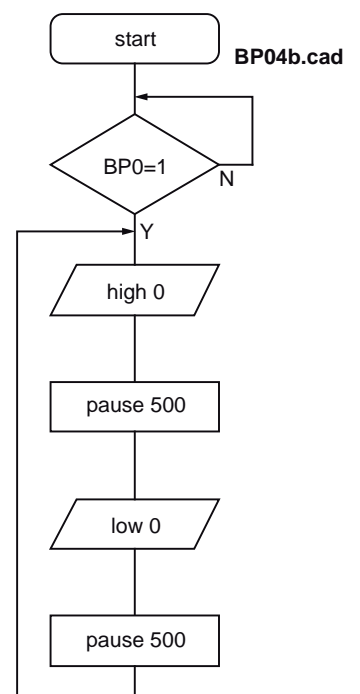 start
BP04b.cad
BP0=1
N
Y
high 0
pause 500
low 0
pause 500